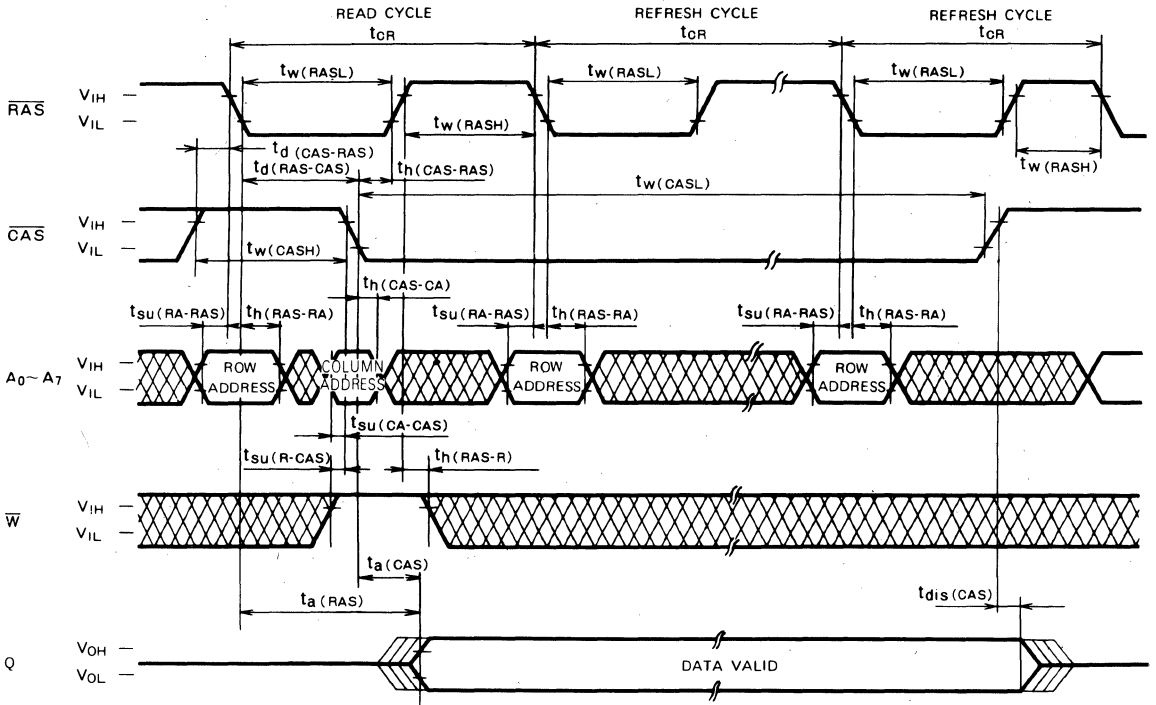 READ CYCLE REFRESH CYCLE REFRESH CYCLE
tCR tCR tCR
tw(RASL) tw(RASL) tw(RASL)
RAS VIH
VIL
tw(RASH) tw(RASH)
td(CAS-RAS)
td(RAS-CAS) th(CAS-RAS)
tw(CASL)
CAS VIH
VIL
tw(CASH)
th(CAS-CA)
tsu(RA-RAS) th(RAS-RA) tsu(RA-RAS) th(RAS-RA) tsu(RA-RAS) th(RAS-RA)
A0~A7 VIH
VIL
ROW ADDRESS
COLUMN ADDRESS
ROW ADDRESS
ROW ADDRESS
tsu(CA-CAS)
tsu(R-CAS) th(RAS-R)
W VIH
VIL
ta(CAS)
ta(RAS)
tdis(CAS)
Q VOH
VOL
DATA VALID